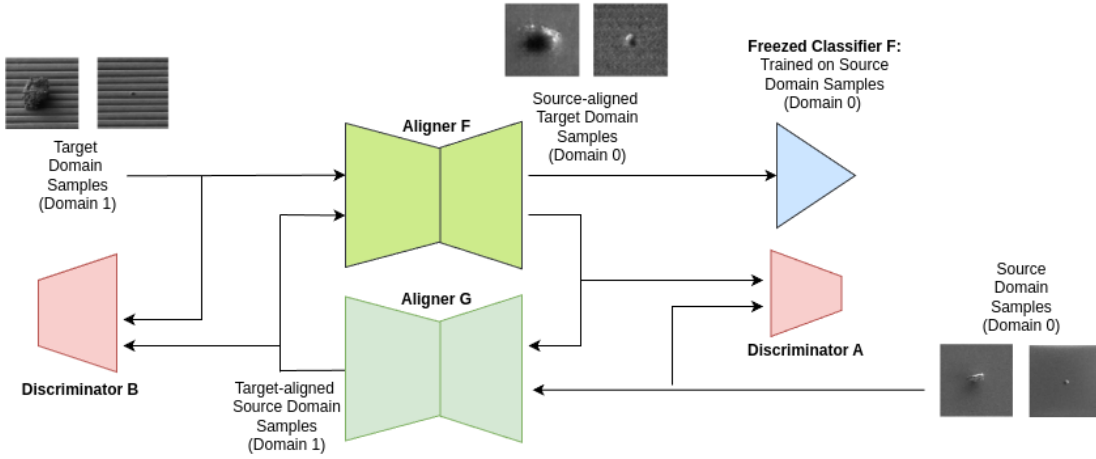 Freezed Classifier F:
Trained on Source
Domain Samples
(Domain 0)
Source-aligned
Target Domain
Samples
(Domain 0)
Aligner F
Target
Domain
Samples
(Domain 1)
Source
Domain
Samples
(Domain 0)
Aligner G
Discriminator A
Discriminator B
Target-aligned
Source Domain
Samples
(Domain 1)